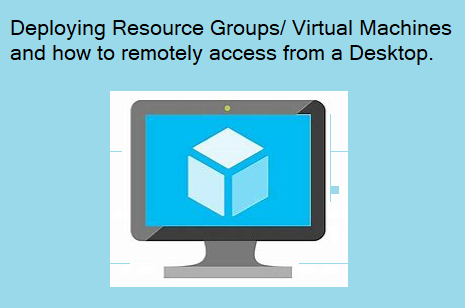 Deploying Resource Groups/ Virtual Machines
and how to remotely access from a Desktop.